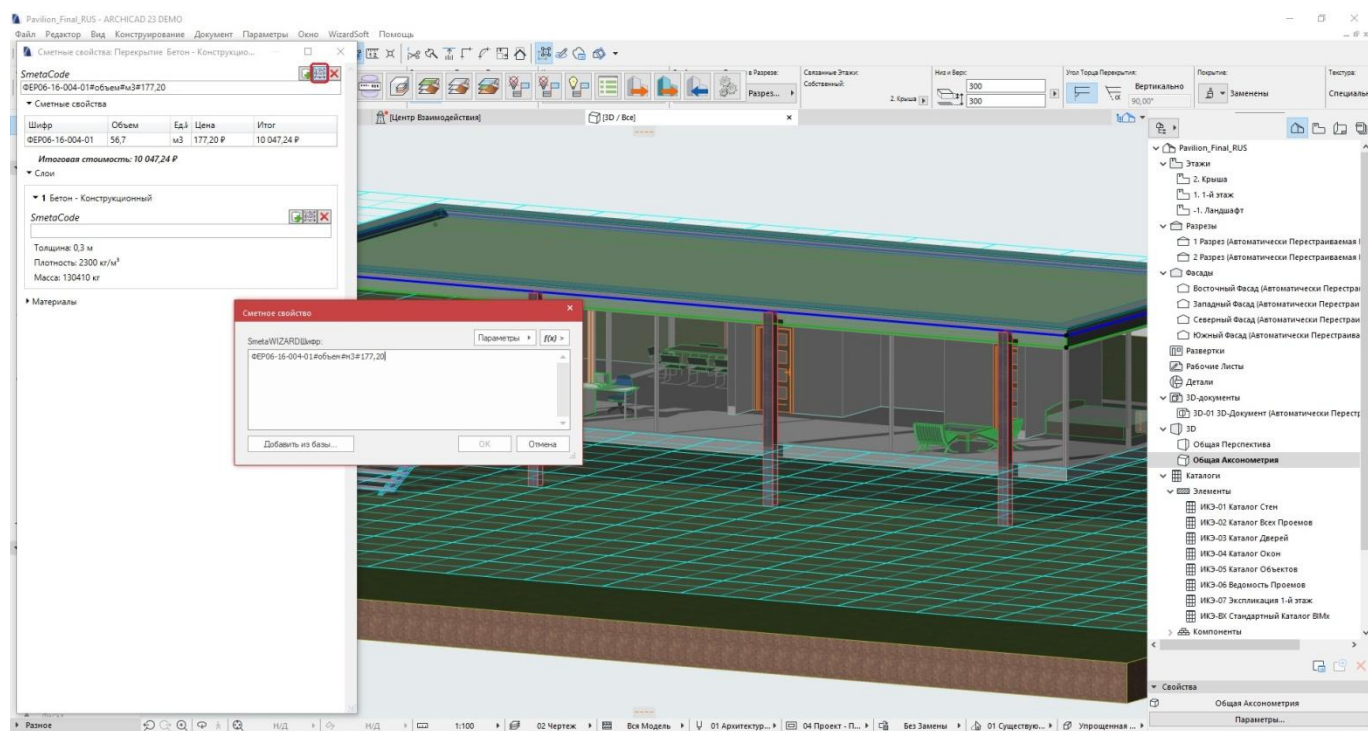 Pavilion_Final_RUS - ARCHICAD 23 DEMO
Файл Редактор Вид Конструирование Документ Параметры Окно WizardSoft Помощь
Сметные свойства: Перекрытие Бетон - Конструкцио...
SmetaCode
ФЕР06-16-004-01#объем#м3#177,20
Сметные свойства
Шифр Объем Цена Итог
ФЕР06-16-004-01 56,7 м3 177,20 ₽ 10 047,24 ₽
Итоговая стоимость: 10 047,24 ₽
Слои
1 Бетон - Конструкционный
SmetaCode
Толщина: 0,3 м
Плотность: 2300 кг/м³
Масса: 130410 кг
Материалы
Сметное свойство
SmetaWIZARDШифр:
Параметры
f(x) >
ФЕР06-16-004-01#объем#м3#177,20
Добавить из базы...
OK
Отмена
в Разрезе:
Разрес...
Связанные Этажи:
Собственный:
2. Крыша
Низ и Верх:
300
300
Угол Торца Перекрытия:
Вертикально
90,00°
Покрытие:
Заменены
Текстура:
Специаль
[Центр Взаимодействия]
[3D / Все]
Pavilion_Final_RUS
Этажи
2. Крыша
1. 1-й этаж
-1. Ландшафт
Разрезы
1 Разрез (Автоматически Перестраиваемая
2 Разрез (Автоматически Перестраиваемая
Фасады
Восточный Фасад (Автоматически Перестра
Западный Фасад (Автоматически Перестраи
Северный Фасад (Автоматически Перестраи
Южный Фасад (Автоматически Перестраива
Развертки
Рабочие Листы
Детали
3D-документы
3D-01 3D-Документ (Автоматически Перест
3D
Общая Перспектива
Общая Аксонометрия
Каталоги
Элементы
ИКЭ-01 Каталог Стен
ИКЭ-02 Каталог Всех Проемов
ИКЭ-03 Каталог Дверей
ИКЭ-04 Каталог Окон
ИКЭ-05 Каталог Объектов
ИКЭ-06 Ведомость Проемов
ИКЭ-07 Экспликация 1-й этаж
ИКЭ-BX Стандартный Каталог BIMx
Компоненты
Свойства
Общая Аксонометрия
Параметры...
Разное
Н/Д Н/Д 1:100 02 Чертеж Вся Модель 01 Архитектур... 04 Проект - П... Без Замены 01 Существую... Упрощенная ...